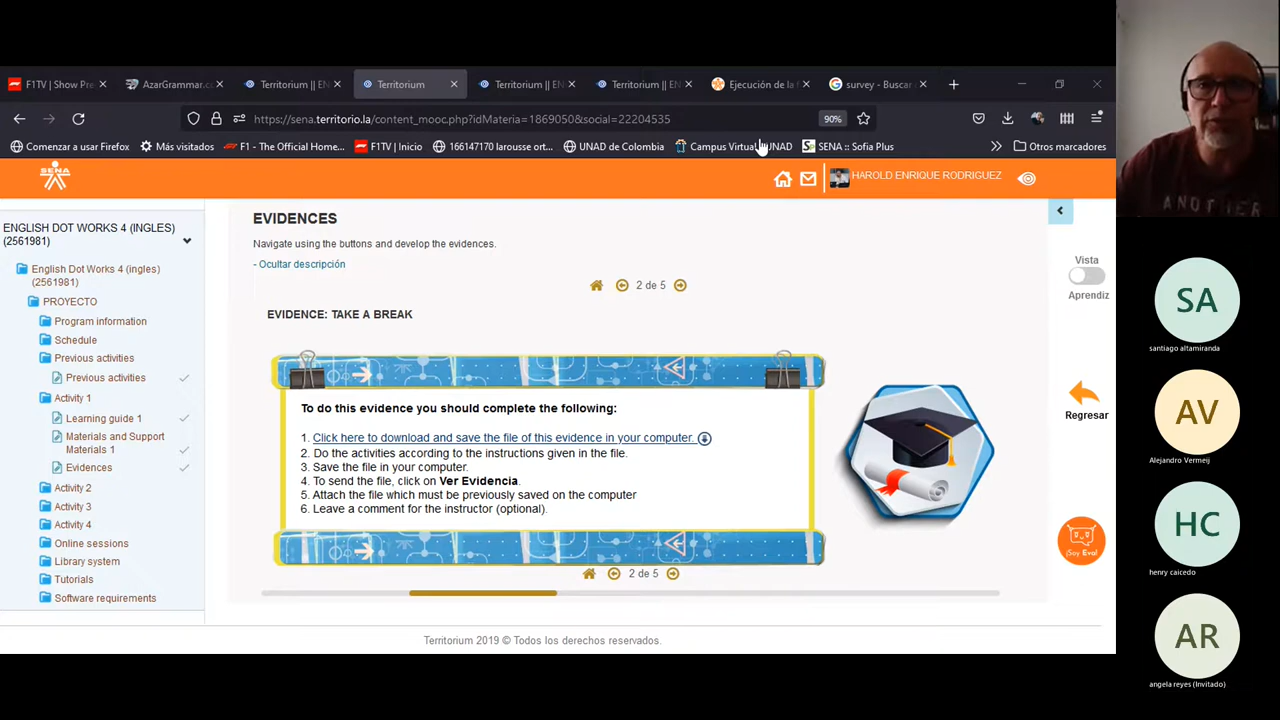 F1TV | Show Pre
AzarGrammar.c
Territorium || EN
Territorium
Territorium || EN
Territorium || EN
Ejecución de la f
survey - Buscar
https://sena.territorio.la/content_mooc.php?idMateria=1869050&social=22204535
90%
Comenzar a usar Firefox
Más visitados
F1 - The Official Home...
F1TV | Inicio
166147170 larousse ort...
UNAD de Colombia
Campus Virtual UNAD
SENA :: Sofia Plus
Otros marcadores
SENA
HAROLD ENRIQUE RODRIGUEZ
ENGLISH DOT WORKS 4 (INGLES)
(2561981)
English Dot Works 4 (ingles)
(2561981)
PROYECTO
Program information
Schedule
Previous activities
Previous activities
Activity 1
Learning guide 1
Materials and Support
Materials 1
Evidences
Activity 2
Activity 3
Activity 4
Online sessions
Library system
Tutorials
Software requirements
EVIDENCES
Navigate using the buttons and develop the evidences.
- Ocultar descripción
2 de 5
EVIDENCE: TAKE A BREAK
To do this evidence you should complete the following:
1. Click here to download and save the file of this evidence in your computer.
2. Do the activities according to the instructions given in the file.
3. Save the file in your computer.
4. To send the file, click on Ver Evidencia.
5. Attach the file which must be previously saved on the computer
6. Leave a comment for the instructor (optional).
2 de 5
Territorium 2019 © Todos los derechos reservados.
Vista
Aprendiz
Regresar
¡Soy Eva!
ANOTHER
SA
santiago altamiranda
AV
Alejandro Vermeij
HC
henry caicedo
AR
angela reyes (Invitado)